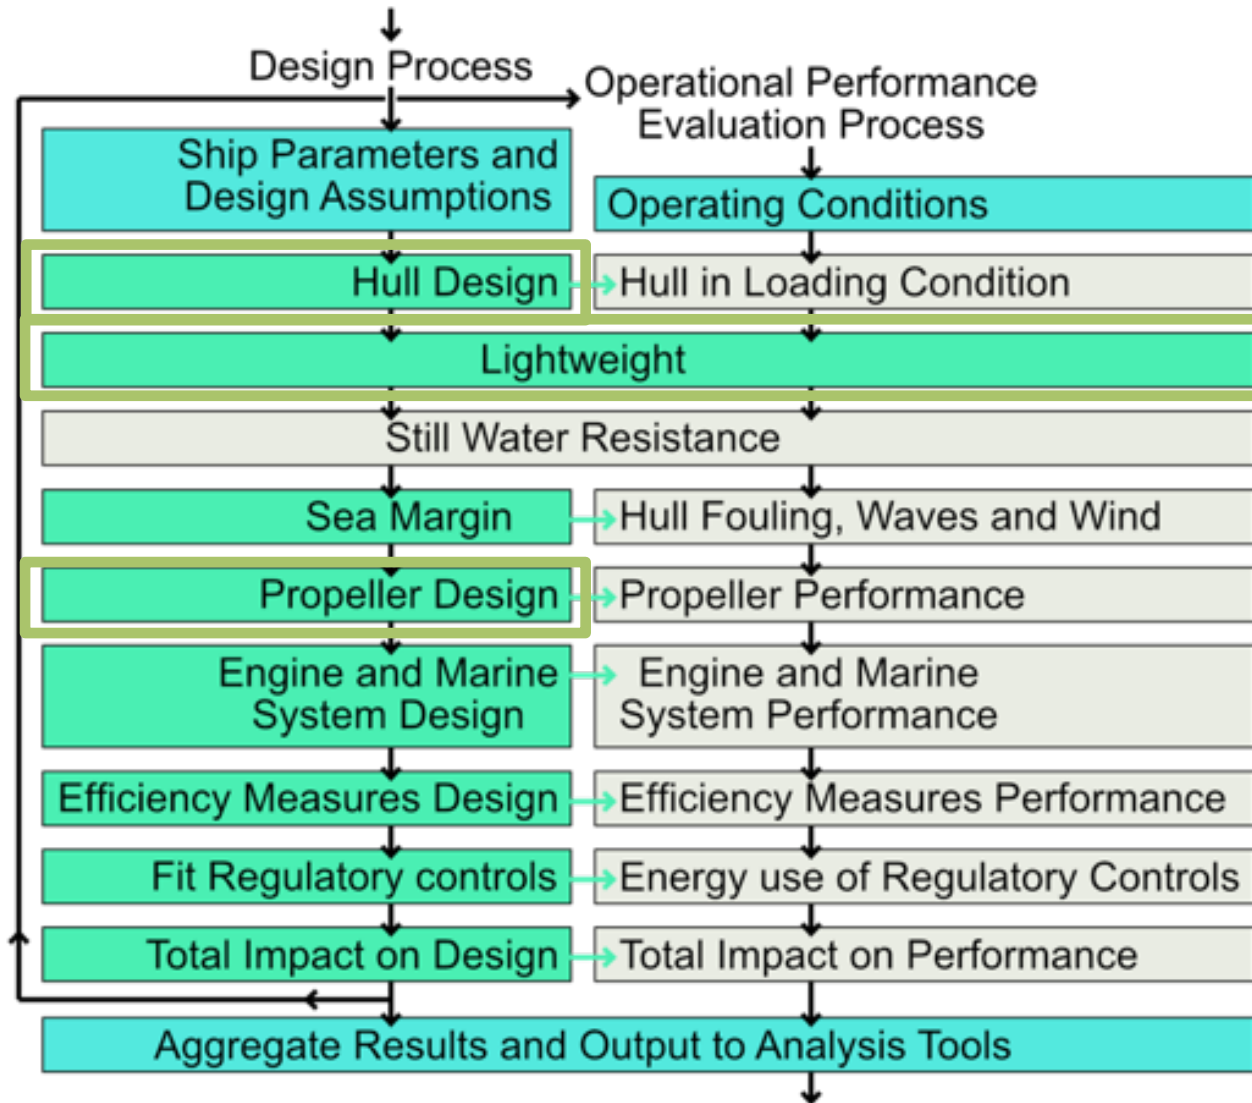 Design Process
Operational Performance
Evaluation Process
Ship Parameters and
Design Assumptions
Operating Conditions
Hull Design
Hull in Loading Condition
Lightweight
Still Water Resistance
Sea Margin
Hull Fouling, Waves and Wind
Propeller Design
Propeller Performance
Engine and Marine
System Design
Engine and Marine
System Performance
Efficiency Measures Design
Efficiency Measures Performance
Fit Regulatory controls
Energy use of Regulatory Controls
Total Impact on Design
Total Impact on Performance
Aggregate Results and Output to Analysis Tools